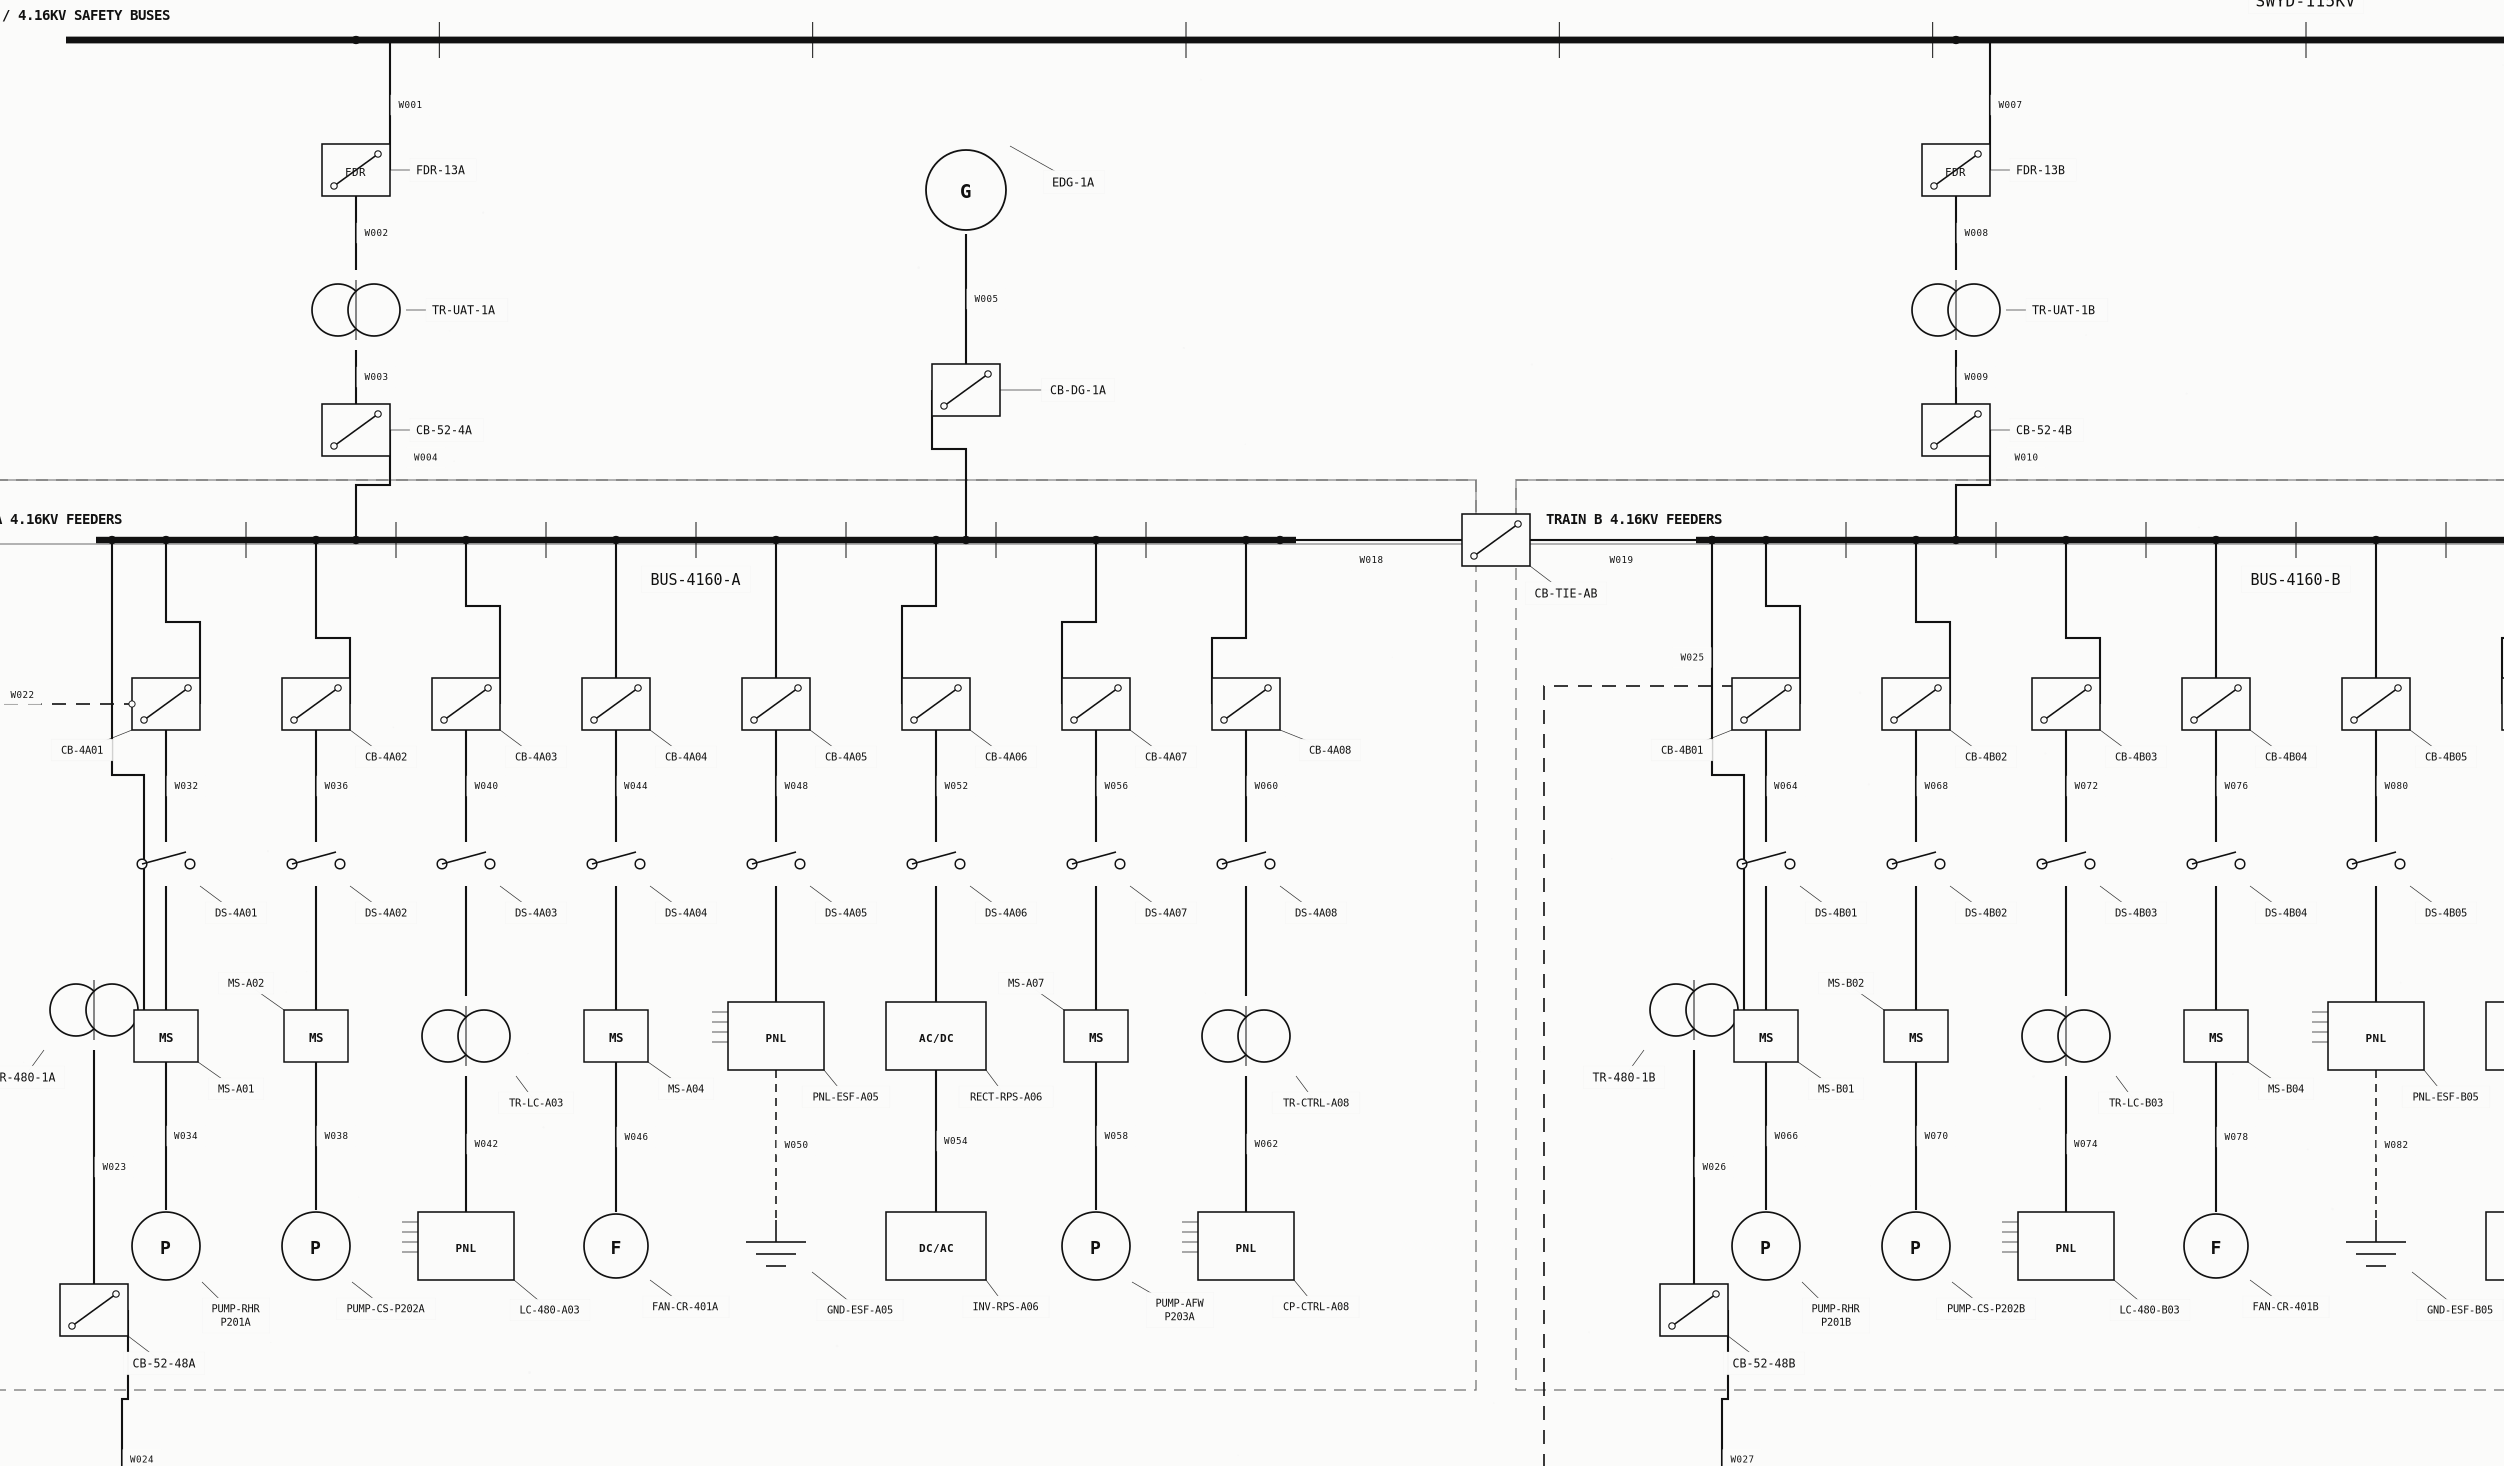 / 4.16KV SAFETY BUSES
SWYD-115KV
W001
W007
FDR
FDR-13A
EDG-1A
G
FDR
FDR-13B
W002
W008
W005
TR-UAT-1A
TR-UAT-1B
W003
W009
CB-DG-1A
CB-52-4A
CB-52-4B
W004
W010
A 4.16KV FEEDERS
TRAIN B 4.16KV FEEDERS
W018
W019
BUS-4160-A
BUS-4160-B
CB-TIE-AB
W025
W022
CB-4A01
CB-4A02
CB-4A03
CB-4A04
CB-4A05
CB-4A06
CB-4A07
CB-4A08
CB-4B01
CB-4B02
CB-4B03
CB-4B04
CB-4B05
W032
W036
W040
W044
W048
W052
W056
W060
W064
W068
W072
W076
W080
DS-4A01
DS-4A02
DS-4A03
DS-4A04
DS-4A05
DS-4A06
DS-4A07
DS-4A08
DS-4B01
DS-4B02
DS-4B03
DS-4B04
DS-4B05
MS-A02
MS-A07
MS-B02
MS
MS
MS
PNL
AC/DC
MS
MS
MS
MS
PNL
R-480-1A
MS-A01
TR-LC-A03
MS-A04
PNL-ESF-A05
RECT-RPS-A06
TR-CTRL-A08
TR-480-1B
MS-B01
TR-LC-B03
MS-B04
PNL-ESF-B05
W034
W038
W042
W046
W050
W054
W058
W062
W066
W070
W074
W078
W082
W023
W026
P
P
PNL
F
DC/AC
P
PNL
P
P
PNL
F
PUMP-RHR
P201A
PUMP-CS-P202A
LC-480-A03
FAN-CR-401A
GND-ESF-A05
INV-RPS-A06
PUMP-AFW
P203A
CP-CTRL-A08
PUMP-RHR
P201B
PUMP-CS-P202B
LC-480-B03
FAN-CR-401B
GND-ESF-B05
CB-52-48A
CB-52-48B
W024
W027